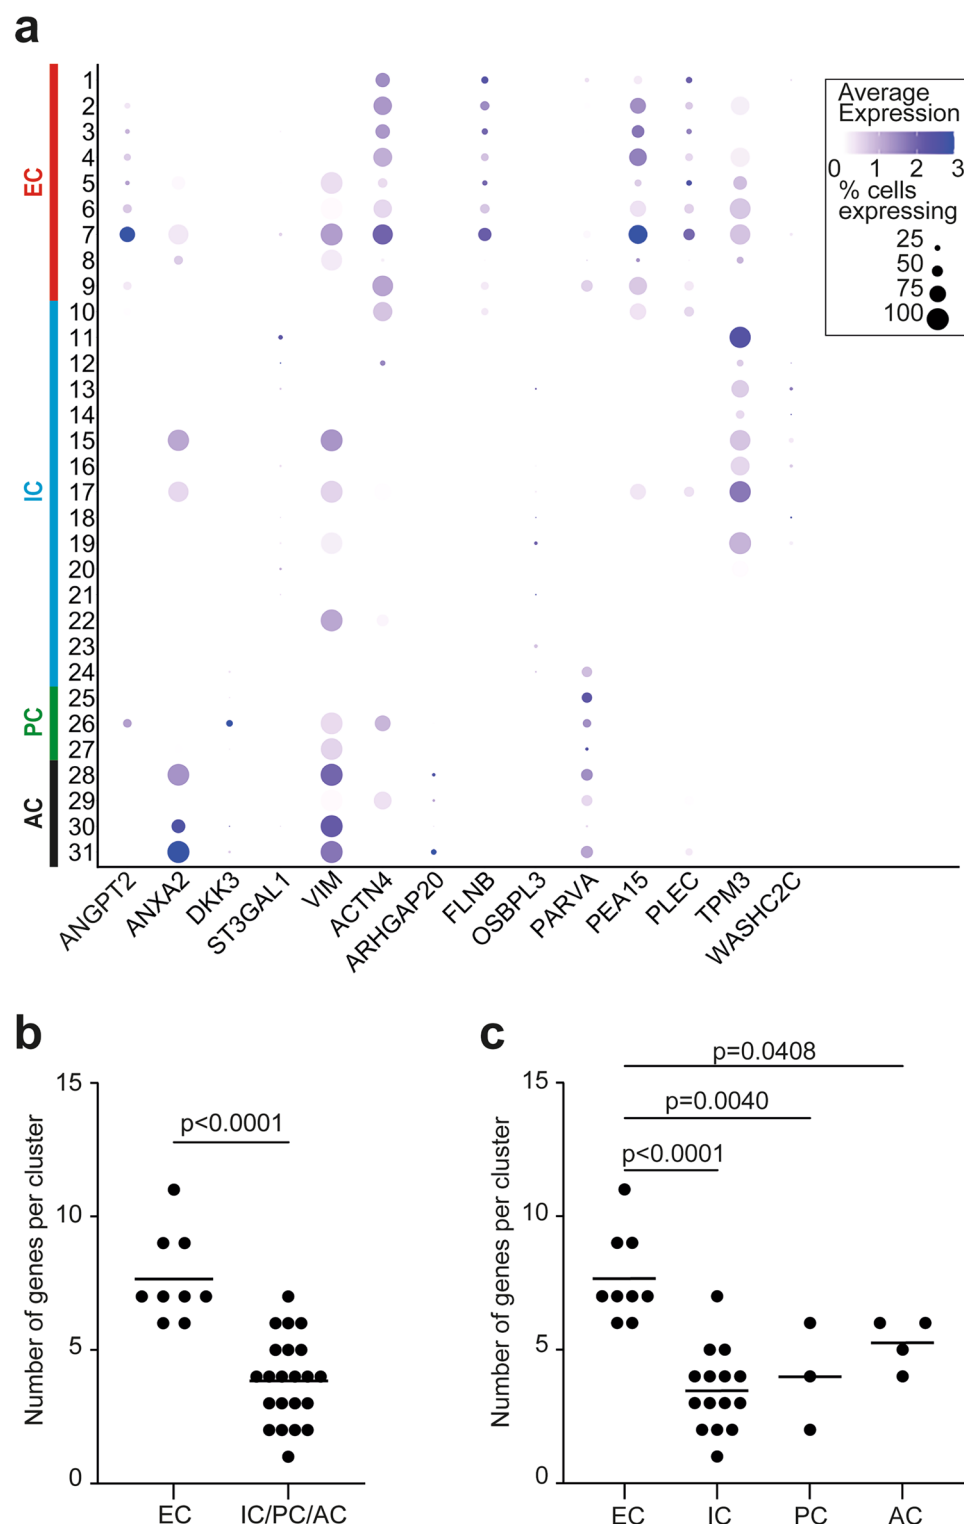 a
EC
IC
PC
AC
1
2
3
4
5
6
7
8
9
10
11
12
13
14
15
16
17
18
19
20
21
22
23
24
25
26
27
28
29
30
31
ANGPT2
ANXA2
DKK3
ST3GAL1
VIM
ACTN4
ARHGAP20
FLNB
OSBPL3
PARVA
PEA15
PLEC
TPM3
WASHC2C
Average
Expression
0 1 2 3
% cells
expressing
25
50
75
100
b
Number of genes per cluster
15
10
5
0
p<0.0001
EC IC/PC/AC
c
Number of genes per cluster
15
10
5
0
p=0.0408
p=0.0040
p<0.0001
EC IC PC AC